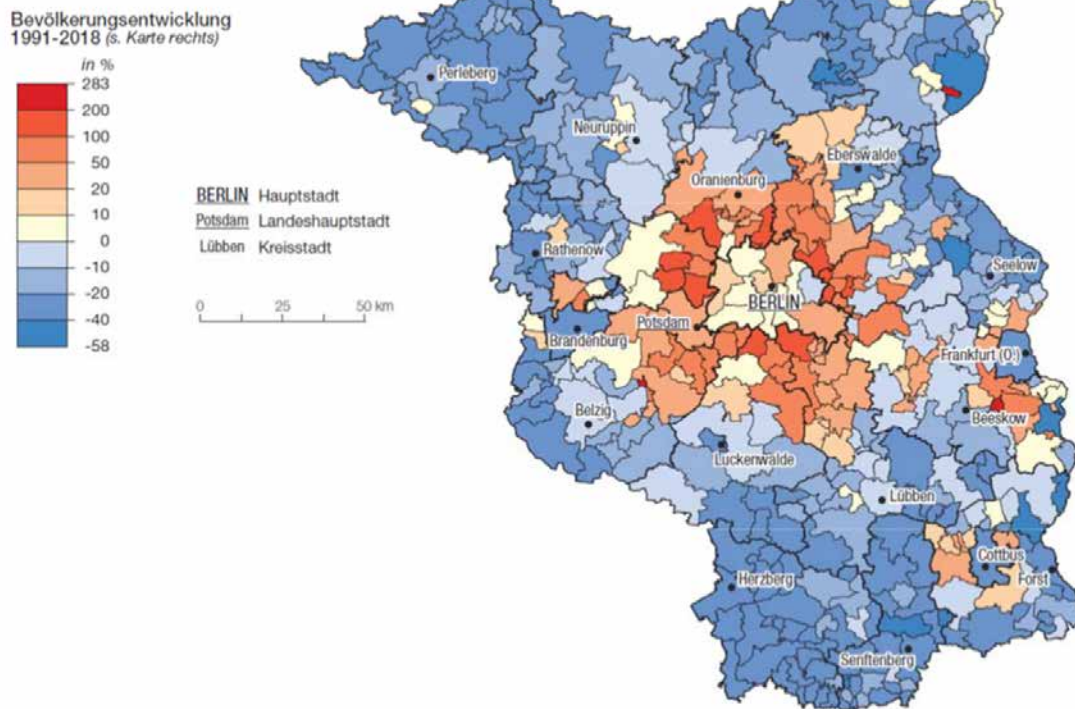 Bevölkerungsentwicklung
1991-2018 (s. Karte rechts)
in %
283
200
100
50
20
10
0
-10
-20
-40
-58
BERLIN Hauptstadt
Potsdam Landeshauptstadt
Lübben Kreisstadt
0 25 50 km
Perleberg
Neuruppin
Eberswalde
Oranienburg
Rathenow
Seelow
BERLIN
Potsdam
Brandenburg
Frankfurt (O.)
Belzig
Beeskow
Luckenwalde
Lübben
Cottbus
Herzberg
Forst
Senftenberg